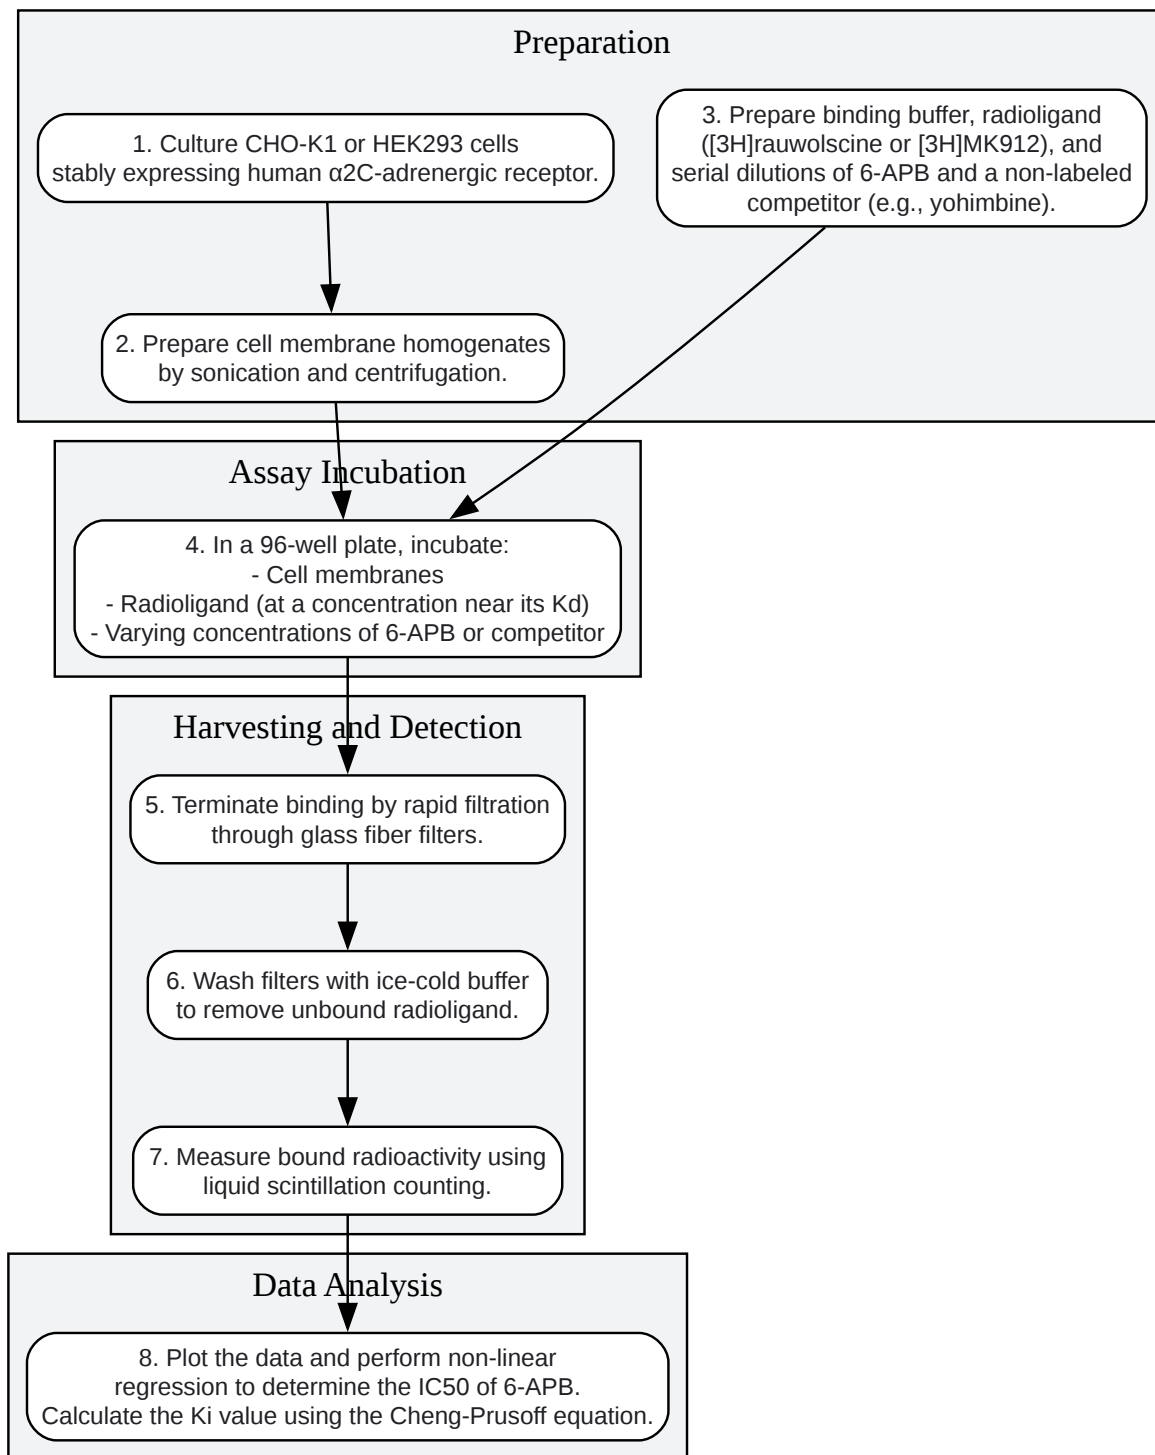 Preparation
1. Culture CHO-K1 or HEK293 cells
stably expressing human α2C-adrenergic receptor.
3. Prepare binding buffer, radioligand
([3H]rauwolscine or [3H]MK912), and
serial dilutions of 6-APB and a non-labeled
competitor (e.g., yohimbine).
2. Prepare cell membrane homogenates
by sonication and centrifugation.
Assay Incubation
4. In a 96-well plate, incubate:
- Cell membranes
- Radioligand (at a concentration near its Kd)
- Varying concentrations of 6-APB or competitor
Harvesting and Detection
5. Terminate binding by rapid filtration
through glass fiber filters.
6. Wash filters with ice-cold buffer
to remove unbound radioligand.
7. Measure bound radioactivity using
liquid scintillation counting.
Data Analysis
8. Plot the data and perform non-linear
regression to determine the IC50 of 6-APB.
Calculate the Ki value using the Cheng-Prusoff equation.